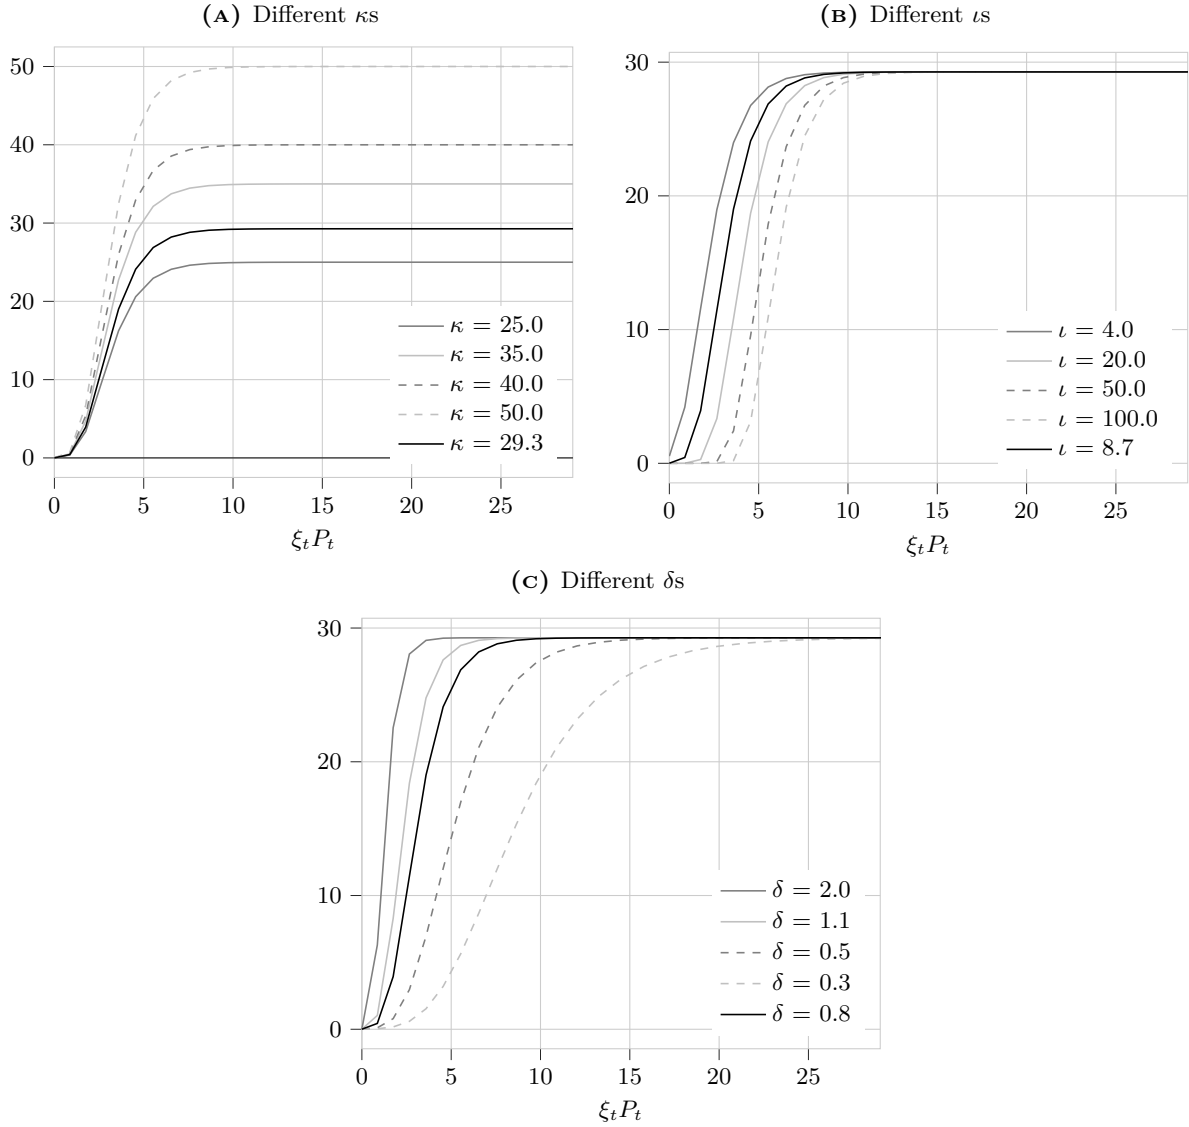 (A) Different κs
50
40
30
20
10
0
0 5 10 15 20
ξₜPₜ
κ = 25.0
κ = 35.0
κ = 40.0
κ = 50.0
κ = 29.3
(B) Different ιs
30
20
10
0
0 5 10 15 20 25
ξₜPₜ
ι = 4.0
ι = 20.0
ι = 50.0
ι = 100.0
ι = 8.7
(C) Different δs
30
20
10
0
0 5 10 15 20 25
ξₜPₜ
δ = 2.0
δ = 1.1
δ = 0.5
δ = 0.3
δ = 0.8